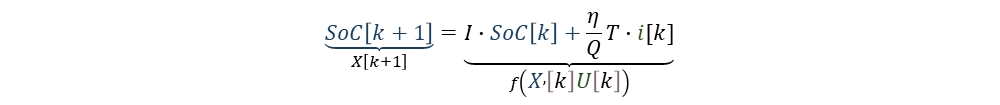 SoC[k + 1] = I · SoC[k] + η/Q T · i[k]
X[k+1] f(X,[k]U[k])